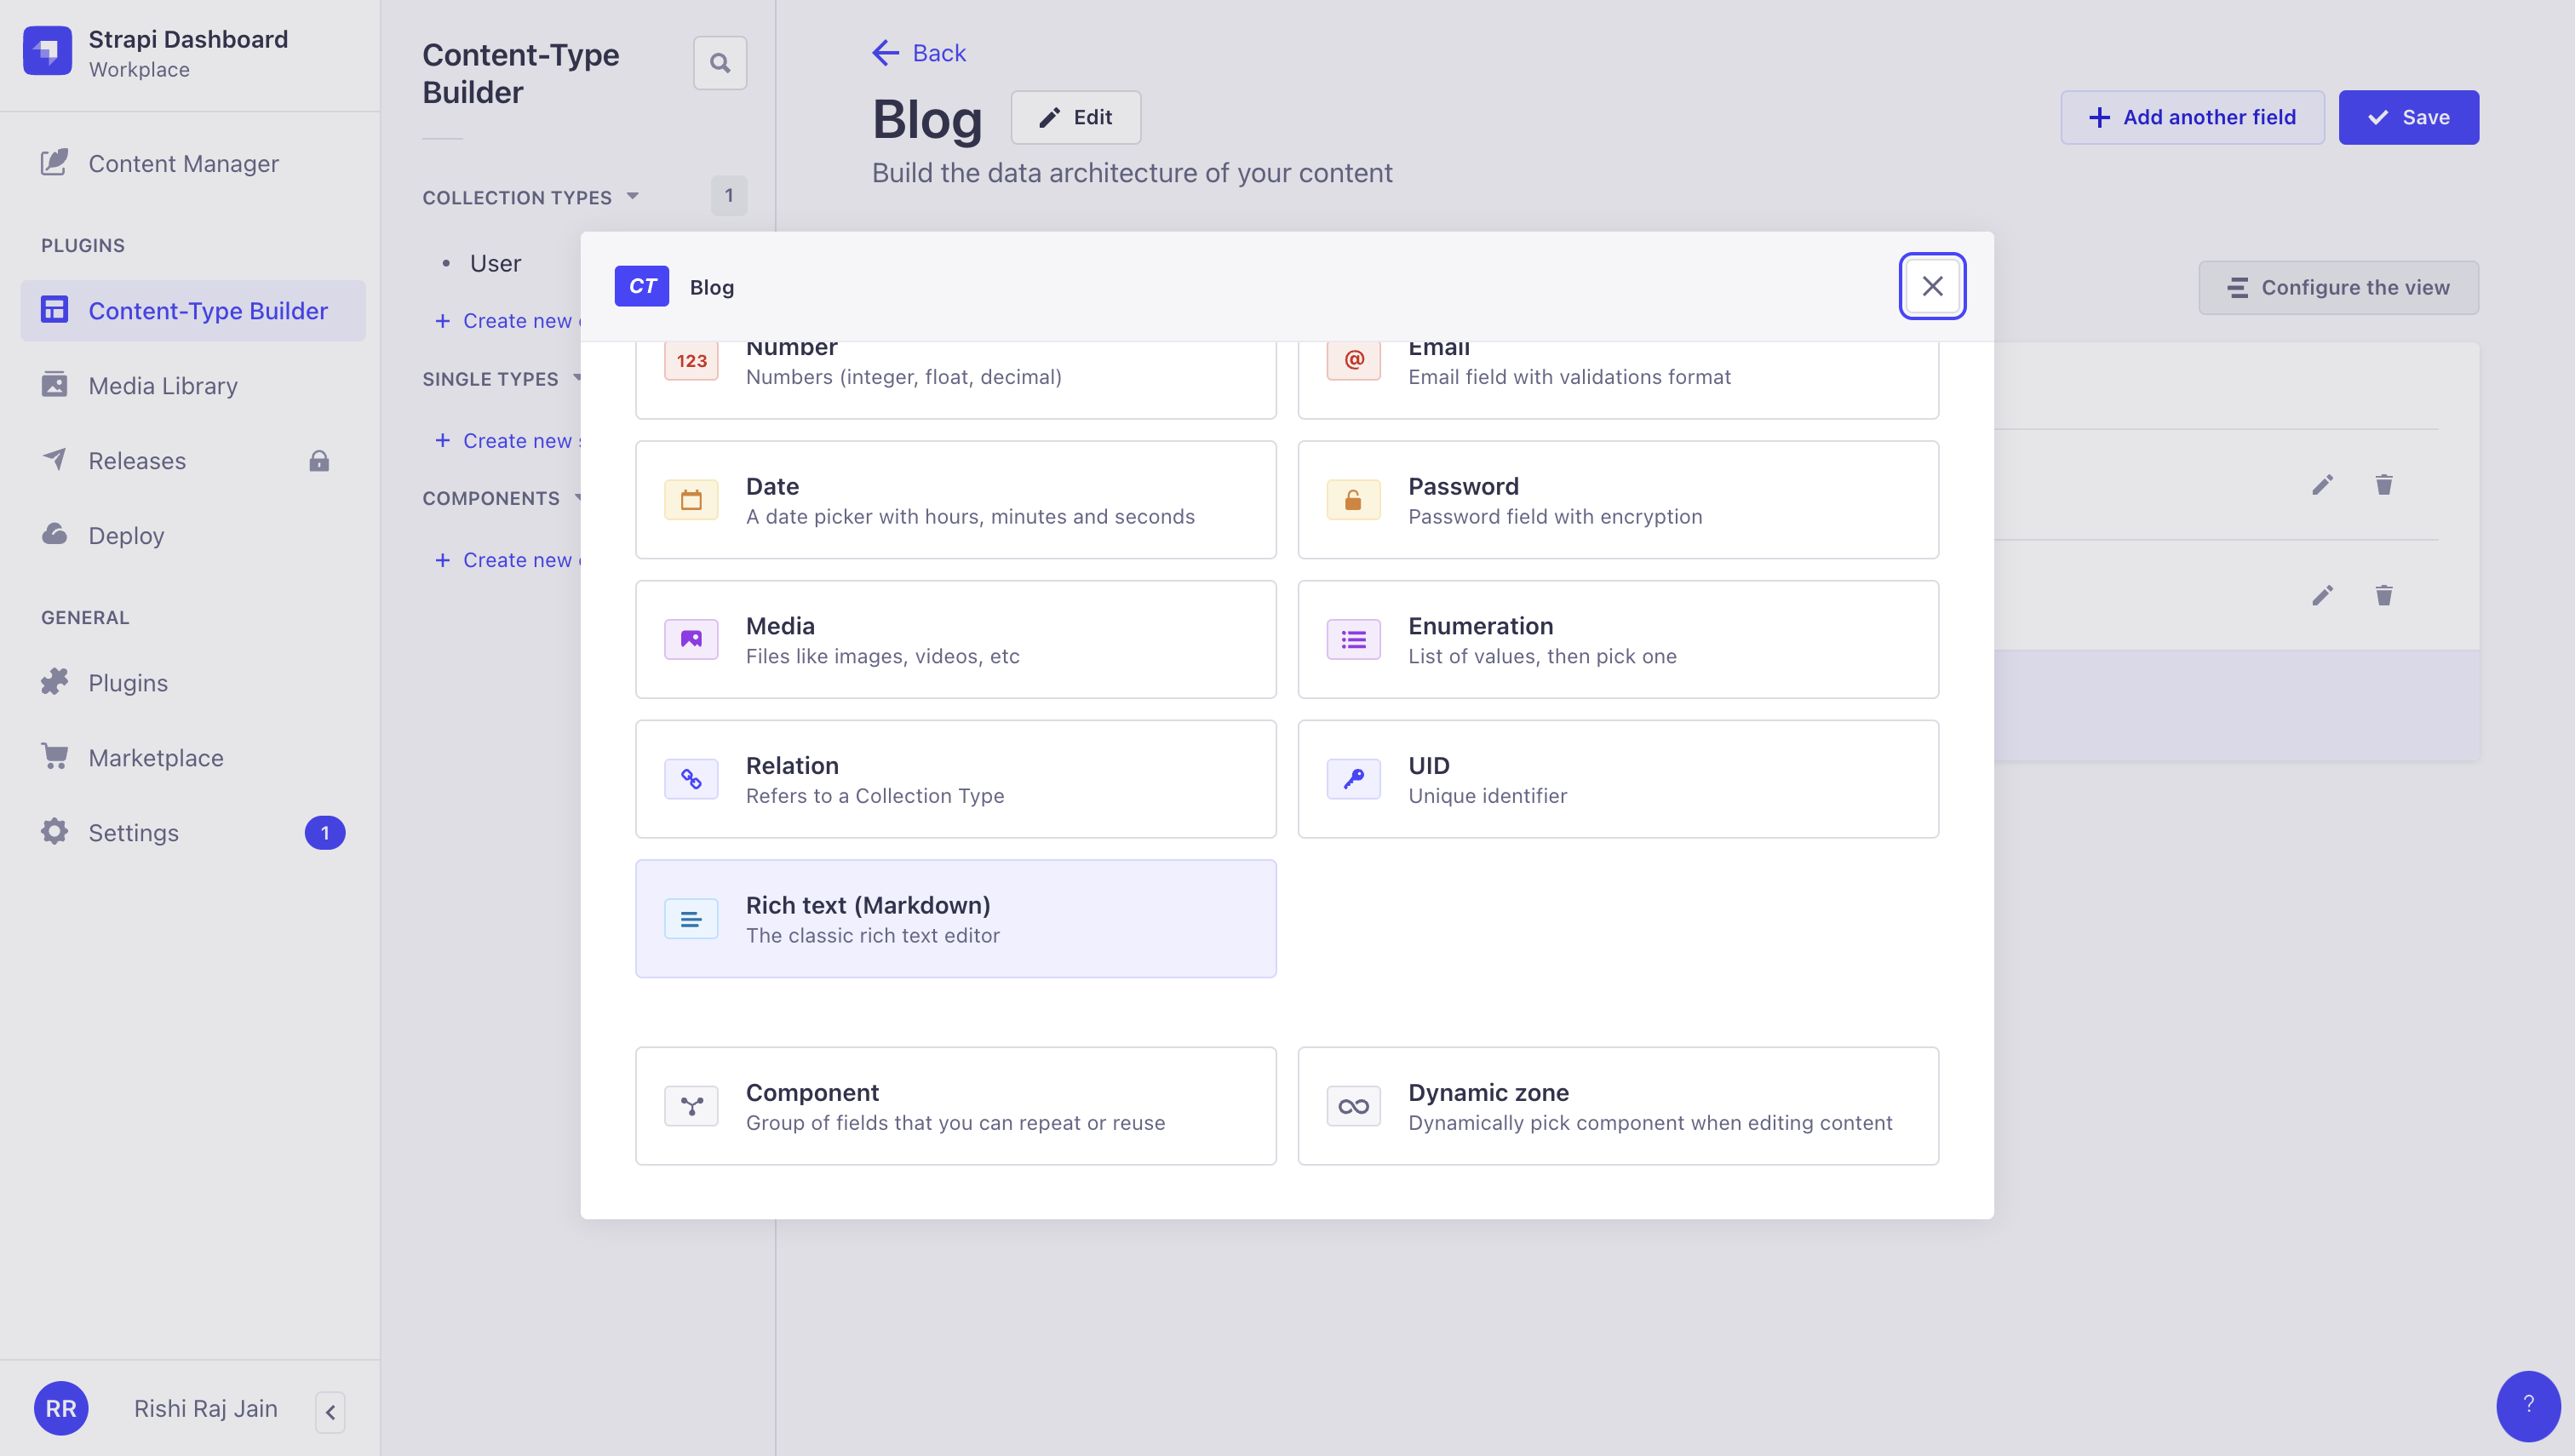 Strapi Dashboard
Workplace
Content Manager
PLUGINS
Content-Type Builder
Media Library
Releases
Deploy
GENERAL
Plugins
Marketplace
Settings
1
RR
Rishi Raj Jain
Content-Type
Builder
COLLECTION TYPES
1
User
Create new
SINGLE TYPES
Create new
COMPONENTS
Create new
Back
Blog
Edit
Build the data architecture of your content
Add another field
Save
Configure the view
CT
Blog
123
Number
Numbers (integer, float, decimal)
@
Email
Email field with validations format
Date
A date picker with hours, minutes and seconds
Password
Password field with encryption
Media
Files like images, videos, etc
Enumeration
List of values, then pick one
Relation
Refers to a Collection Type
UID
Unique identifier
Rich text (Markdown)
The classic rich text editor
Component
Group of fields that you can repeat or reuse
Dynamic zone
Dynamically pick component when editing content
?